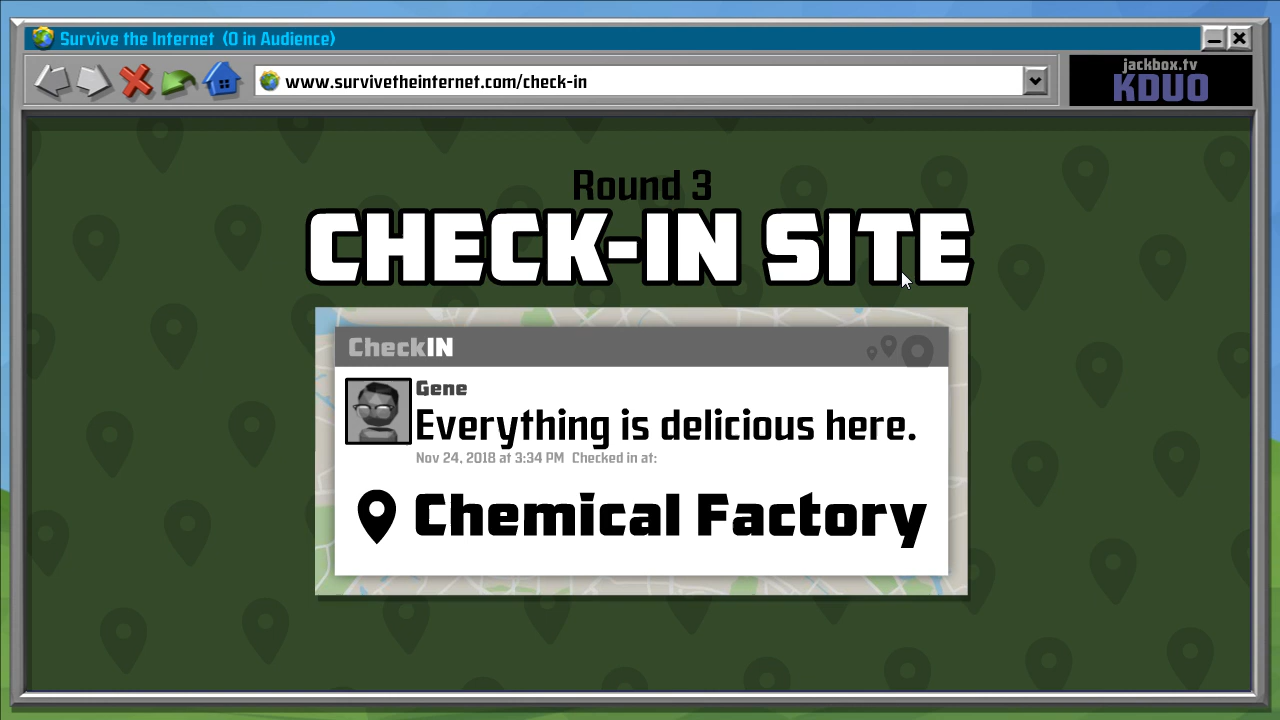 Survive the Internet (0 in Audience)
www.survivetheinternet.com/check-in
jackbox.tv
KDUO
Round 3
CHECK-IN SITE
CheckIN
Gene
Everything is delicious here.
Nov 24, 2018 at 3:34 PM Checked in at:
Chemical Factory